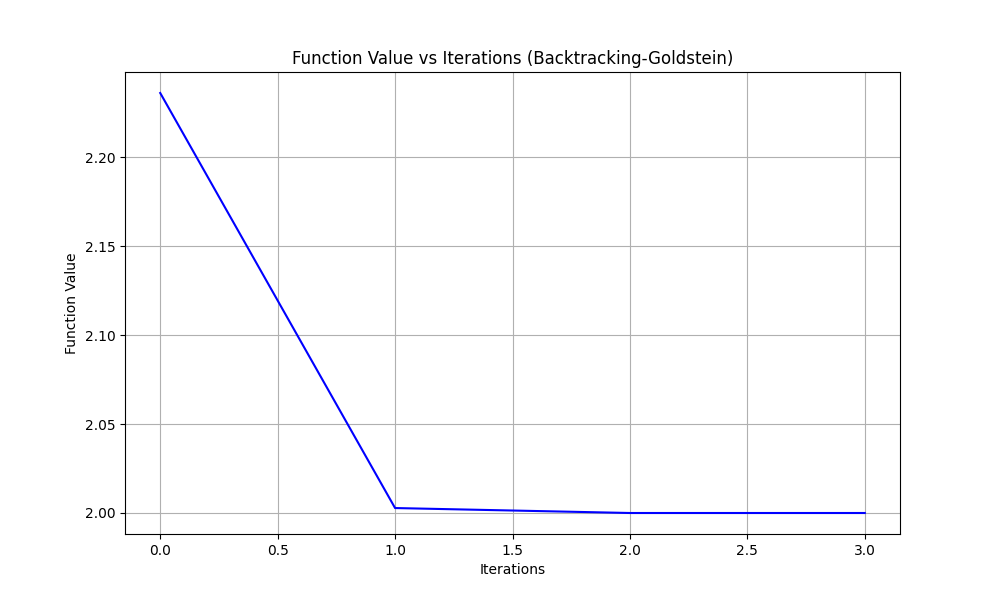 Function Value vs Iterations (Backtracking-Goldstein)
Function Value
2.20
2.15
2.10
2.05
2.00
0.0 0.5 1.0 1.5 2.0 2.5 3.0
Iterations